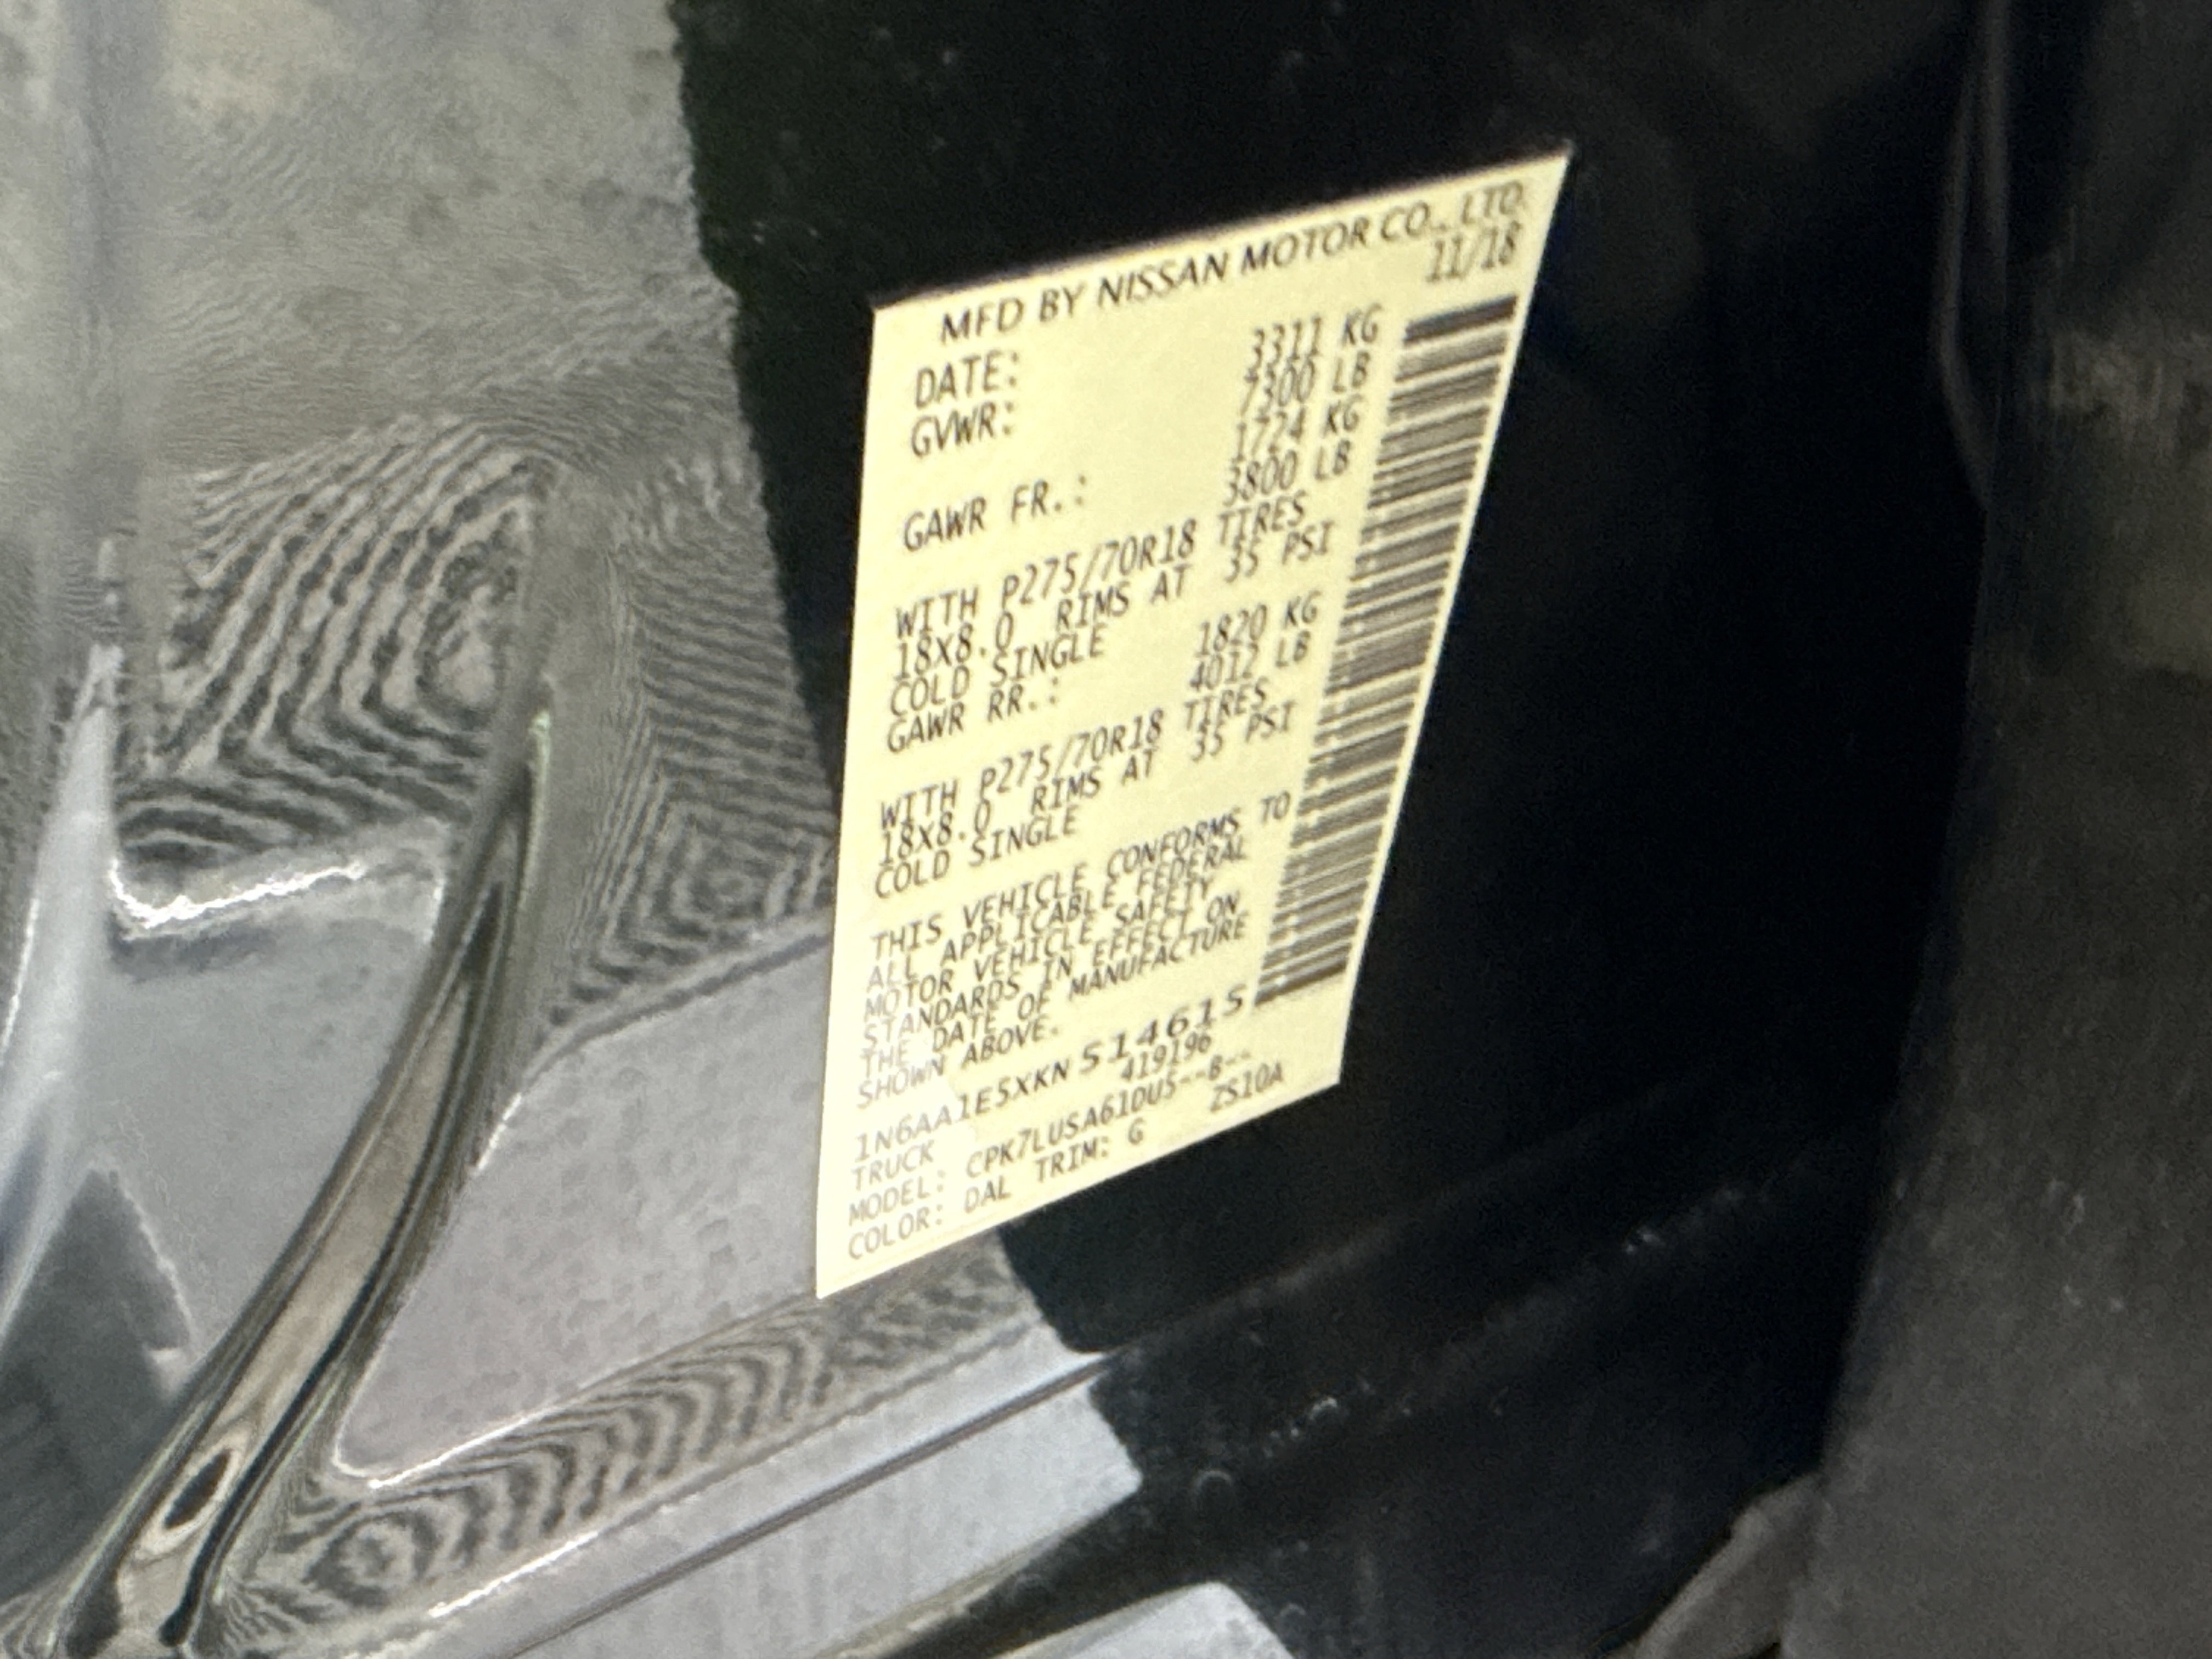 MFD BY NISSAN MOTOR CO., LTD.
DATE: 11/18
GVWR: 3311 KG
7300 LB
GAWR FR.: 1724 KG
3800 LB
WITH P275/70R18 TIRES
18X8.0 RIMS AT 35 PSI
COLD SINGLE
GAWR RR.: 1820 KG
4012 LB
WITH P275/70R18 TIRES
18X8.0 RIMS AT 35 PSI
COLD SINGLE
THIS VEHICLE CONFORMS TO
ALL APPLICABLE FEDERAL
MOTOR VEHICLE SAFETY
STANDARDS IN EFFECT ON
THE DATE OF MANUFACTURE
SHOWN ABOVE.
1N6AA1E5XKN514615
TRUCK 419196
MODEL: CPK7LUSA61DU5--B--
COLOR: DAL TRIM: G ZS10A